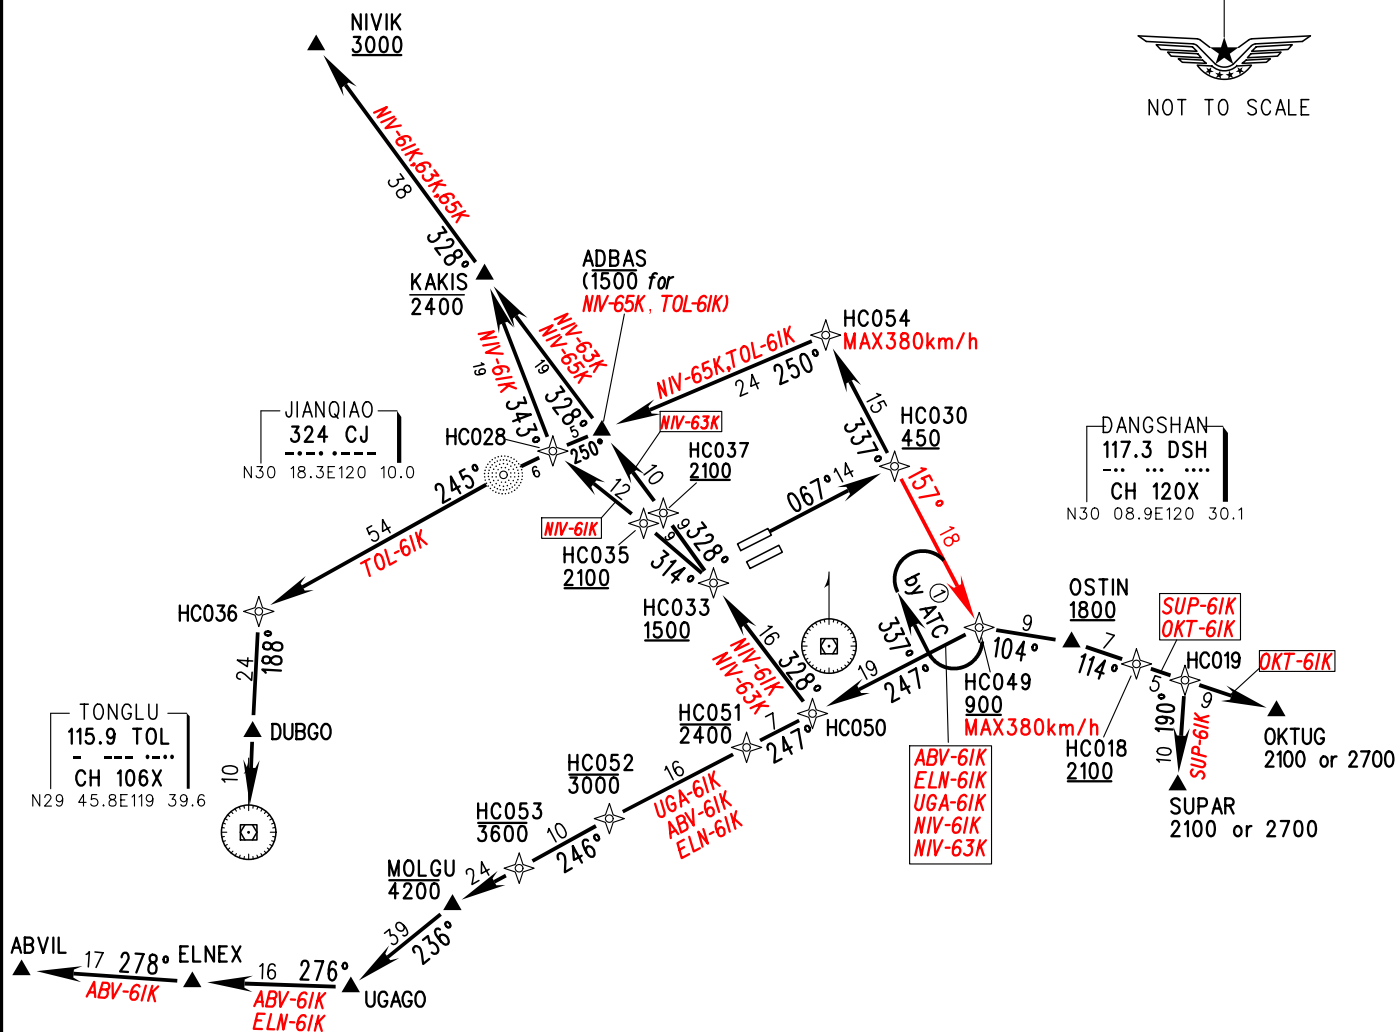 NIVIK
3000
NOT TO SCALE
NIV-61K,63K,65K
38
328°
KAKIS
2400
ADBAS
(1500 for
NIV-65K, TOL-61K)
NIV-63K
NIV-65K
19
328°
NIV-61K
19
343°
HC054
MAX380km/h
NIV-65K,TOL-61K
24 250°
15
337°
HC030
450
JIANQIAO
324 CJ
N30 18.3E120 10.0
HC028
5
250°
6
NIV-63K
10
HC037
2100
DANGSHAN
117.3 DSH
CH 120X
N30 08.9E120 30.1
245°
54
TOL-61K
12
NIV-61K
HC035
2100
9
328°
9
314°
067° 14
157°
18
HC033
1500
HC036
24
188°
by ATC
1
337°
OSTIN
1800
SUP-61K
OKT-61K
9
104°
7
114°
HC019
OKT-61K
5
9
190°
10
SUP-61K
HC049
900
MAX380km/h
HC018
2100
OKTUG
2100 or 2700
SUPAR
2100 or 2700
19
247°
16
328°
NIV-61K
NIV-63K
HC050
TONGLU
115.9 TOL
CH 106X
N29 45.8E119 39.6
DUBGO
10
HC051
2400
7
247°
ABV-61K
ELN-61K
UGA-61K
NIV-61K
NIV-63K
HC052
3000
16
UGA-61K
ABV-61K
ELN-61K
HC053
3600
10
246°
MOLGU
4200
24
39
236°
ABVIL
17 278°
ABV-61K
ELNEX
16 276°
ABV-61K
ELN-61K
UGAGO